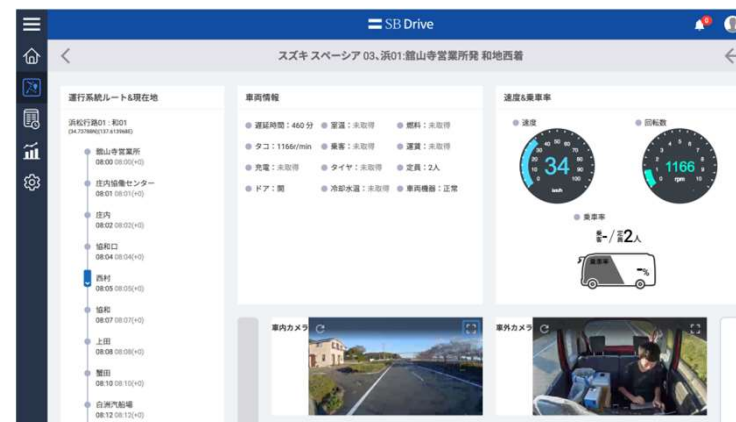 SB Drive
スズキ スペーシア 03、浜01:舘山寺営業所発 和地西着
運行系統ルート&現在地
浜松行路01 : 和01
舘山寺営業所
08:00 08:00(+0)
庄内協働センター
08:01 08:01(+0)
庄内
08:02 08:02(+0)
協和口
08:04 08:04(+0)
西村
08:05 08:05(+0)
協和
08:07 08:07(+0)
上田
08:08 08:08(+0)
蟹田
08:10 08:10(+0)
白洲汽船場
08:12 08:12(+0)
車両情報
遅延時間:460 分 室温:未取得 燃料:未取得
タコ:1166r/min 乗客:未取得 運賃:未取得
充電:未取得 タイヤ:未取得 定員:2人
ドア:閉 冷却水温:未取得 車両機器:正常
速度&乗車率
速度
34
km/h
回転数
1166
rpm
乗車率
乗客-/定員2人
乗車率
-%
車内カメラ
車外カメラ